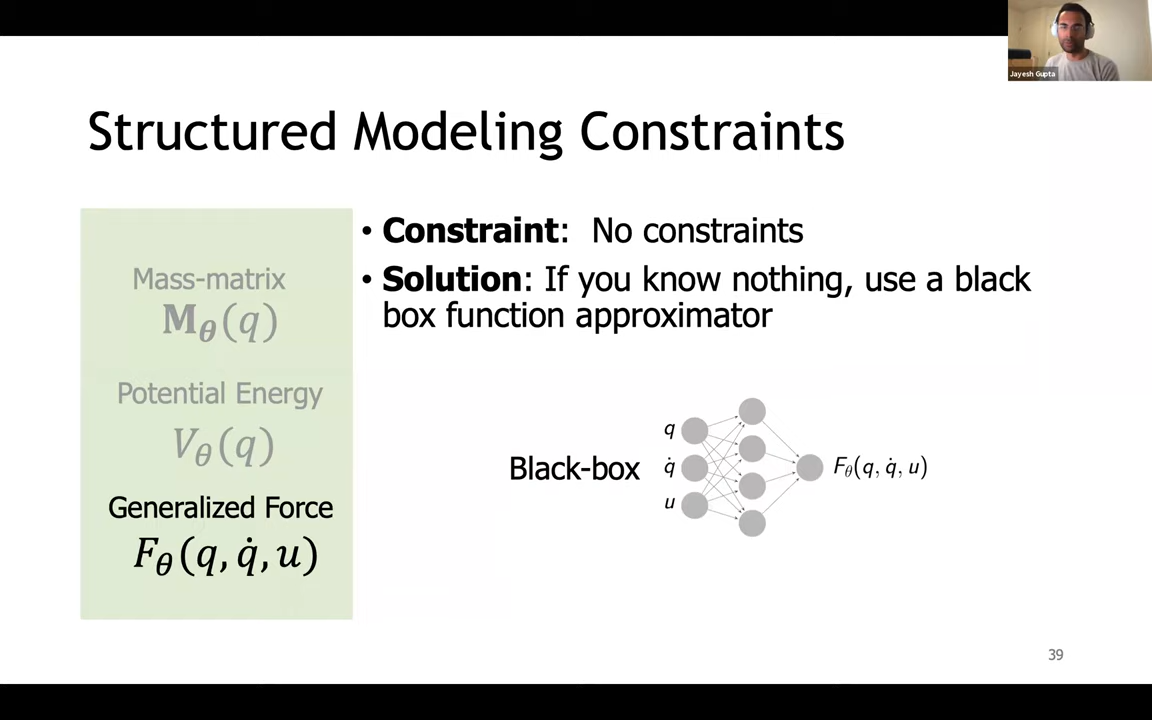 Jayesh Gupta
Structured Modeling Constraints
Mass-matrix
𝐌_θ(q)
Potential Energy
V_θ(q)
Generalized Force
F_θ(q, q̇, u)
• Constraint: No constraints
• Solution: If you know nothing, use a black
box function approximator
Black-box
q
q̇
u
F_θ(q, q̇, u)
39